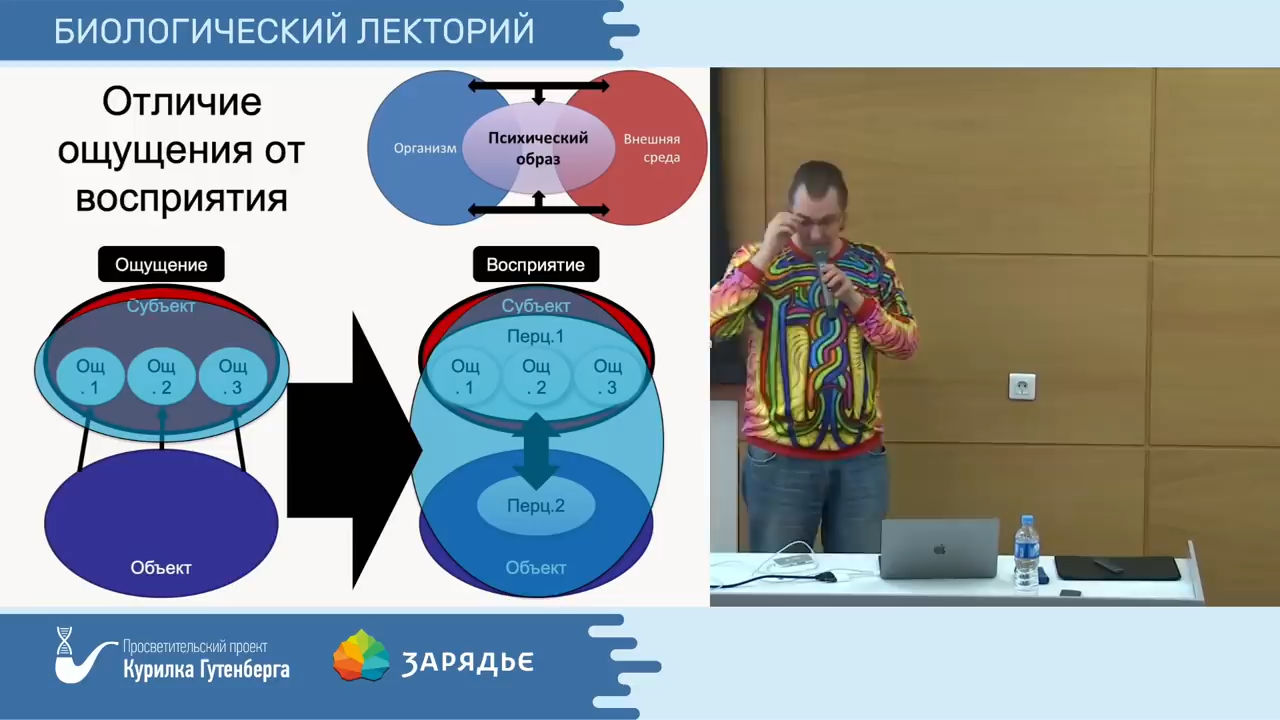 БИОЛОГИЧЕСКИЙ ЛЕКТОРИЙ
Отличие
ощущения от
восприятия
Организм
Психический
образ
Внешняя
среда
Ощущение
Субъект
Ощ
. 1
Ощ
. 2
Ощ
. 3
Объект
Восприятие
Субъект
Перц.1
Ощ
. 1
Ощ
. 2
Ощ
. 3
Перц.2
Объект
Просветительский проект
Курилка Гутенберга
ЗАРЯДЬЕ